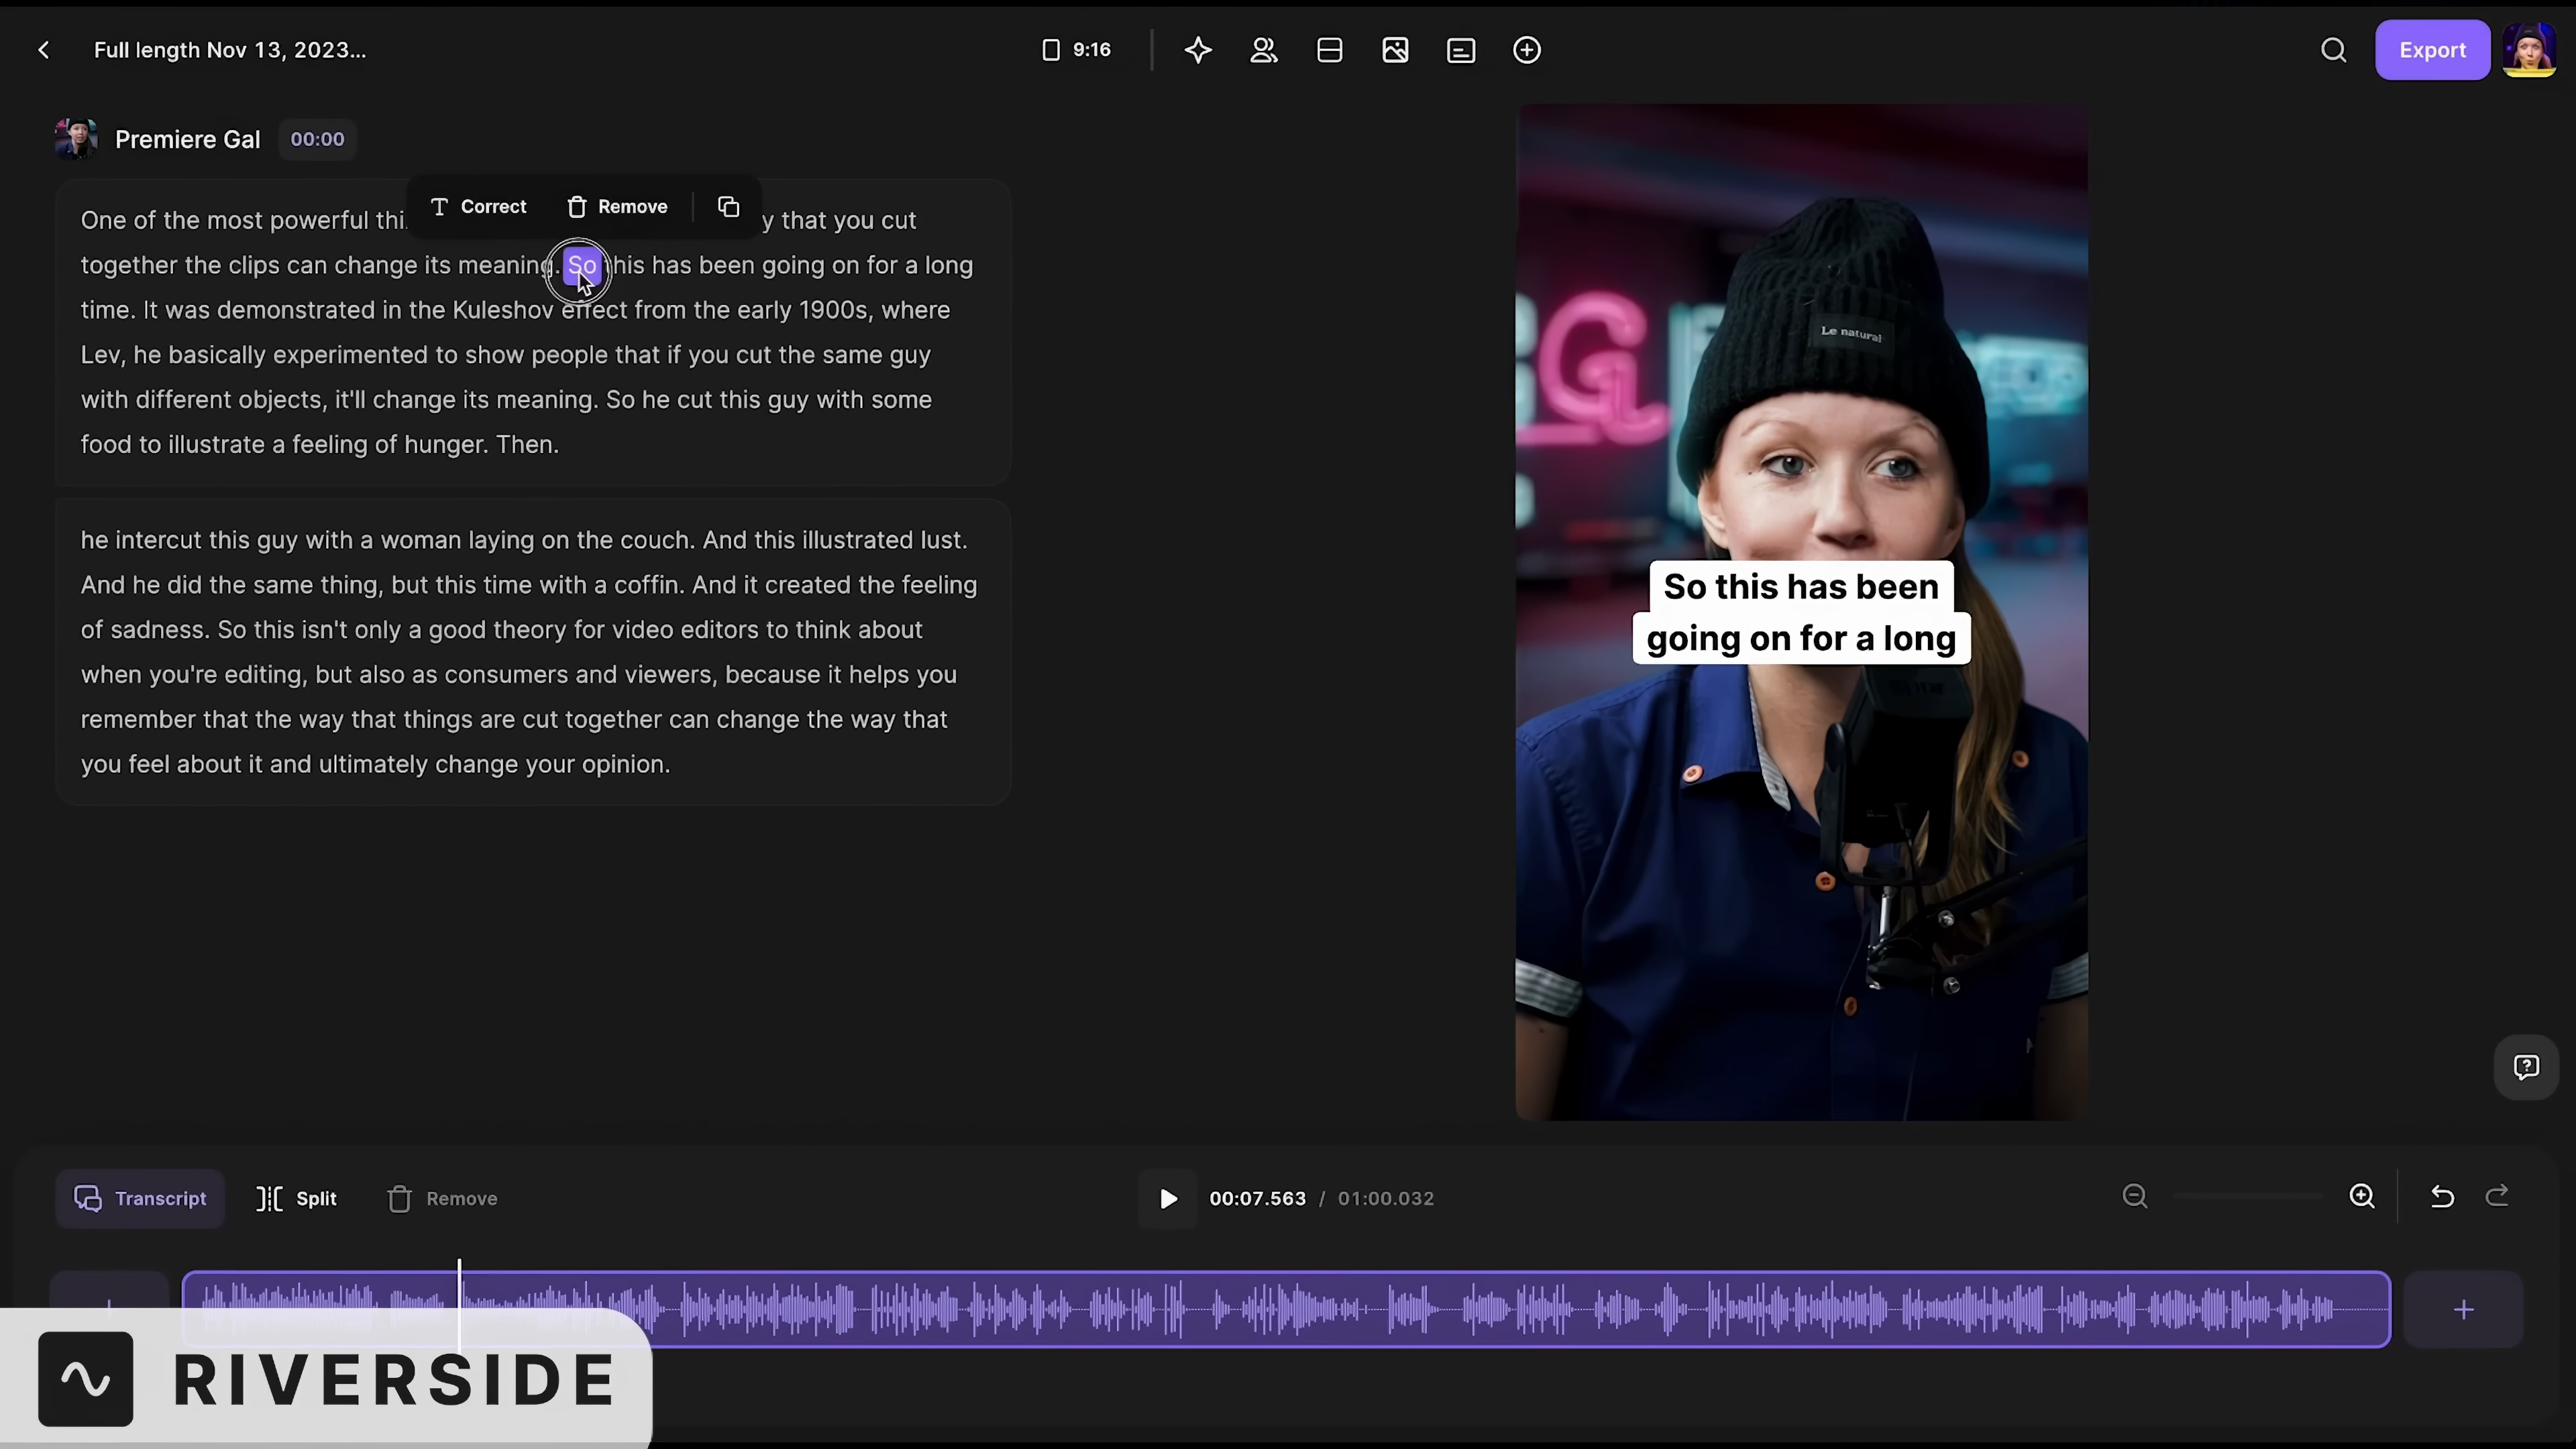 Full length Nov 13, 2023...
9:16
Export
Premiere Gal
00:00
Correct
Remove
One of the most powerful thi
y that you cut
together the clips can change its meaning. So this has been going on for a long
time. It was demonstrated in the Kuleshov effect from the early 1900s, where
Lev, he basically experimented to show people that if you cut the same guy
with different objects, it'll change its meaning. So he cut this guy with some
food to illustrate a feeling of hunger. Then.
he intercut this guy with a woman laying on the couch. And this illustrated lust.
And he did the same thing, but this time with a coffin. And it created the feeling
of sadness. So this isn't only a good theory for video editors to think about
when you're editing, but also as consumers and viewers, because it helps you
remember that the way that things are cut together can change the way that
you feel about it and ultimately change your opinion.
G
Le natural
So this has been
going on for a long
Transcript
Split
Remove
00:07.563 / 01:00.032
RIVERSIDE